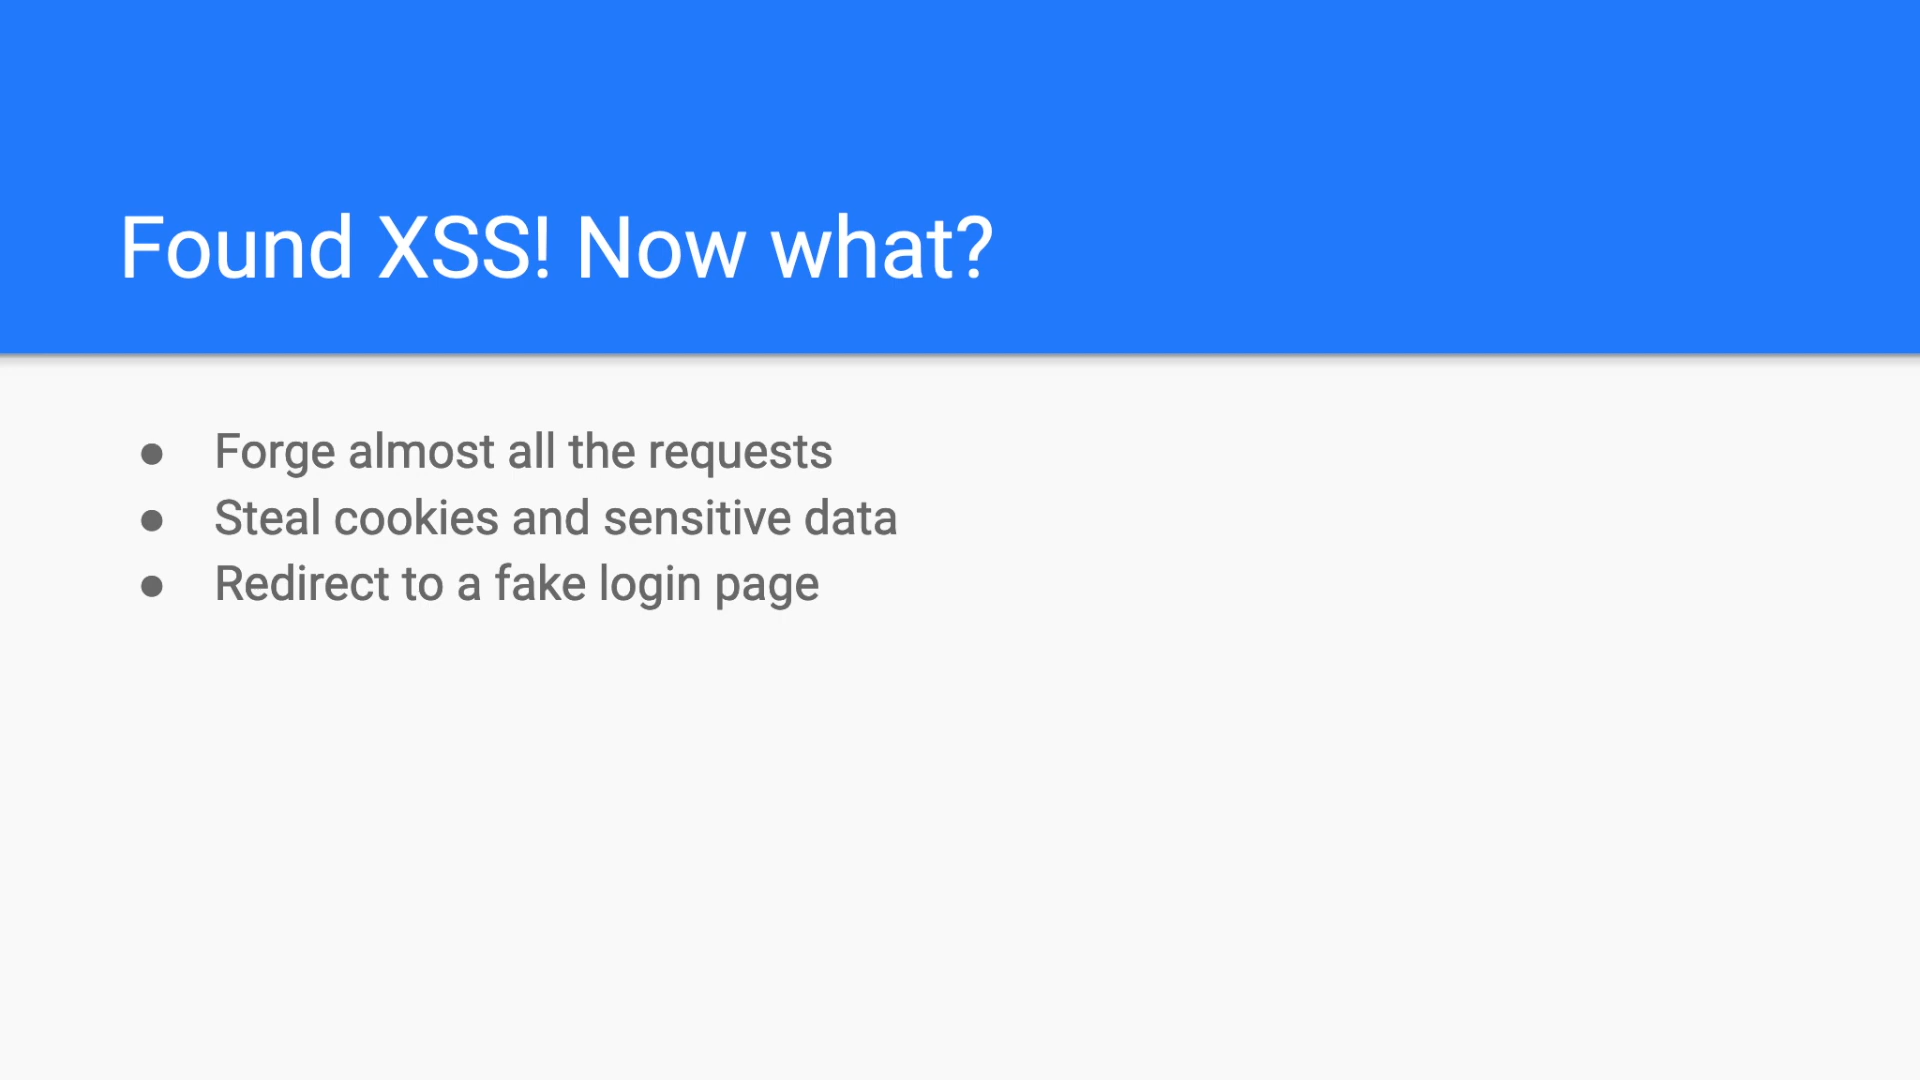 Found XSS! Now what?
● Forge almost all the requests
● Steal cookies and sensitive data
● Redirect to a fake login page